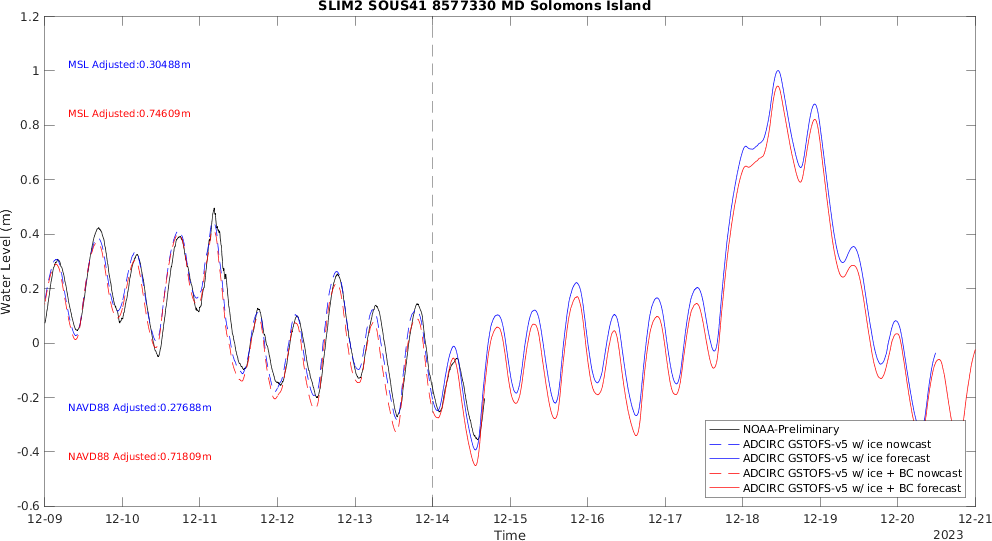 SLIM2 SOUS41 8577330 MD Solomons Island
1.2
1
0.8
0.6
0.4
0.2
0
-0.2
-0.4
-0.6
Water Level (m)
MSL Adjusted:0.30488m
MSL Adjusted:0.74609m
NAVD88 Adjusted:0.27688m
NAVD88 Adjusted:0.71809m
NOAA-Preliminary
ADCIRC GSTOFS-v5 w/ ice nowcast
ADCIRC GSTOFS-v5 w/ ice forecast
ADCIRC GSTOFS-v5 w/ ice + BC nowcast
ADCIRC GSTOFS-v5 w/ ice + BC forecast
12-09 12-10 12-11 12-12 12-13 12-14 12-15 12-16 12-17 12-18 12-19 12-20 12-21
Time
2023